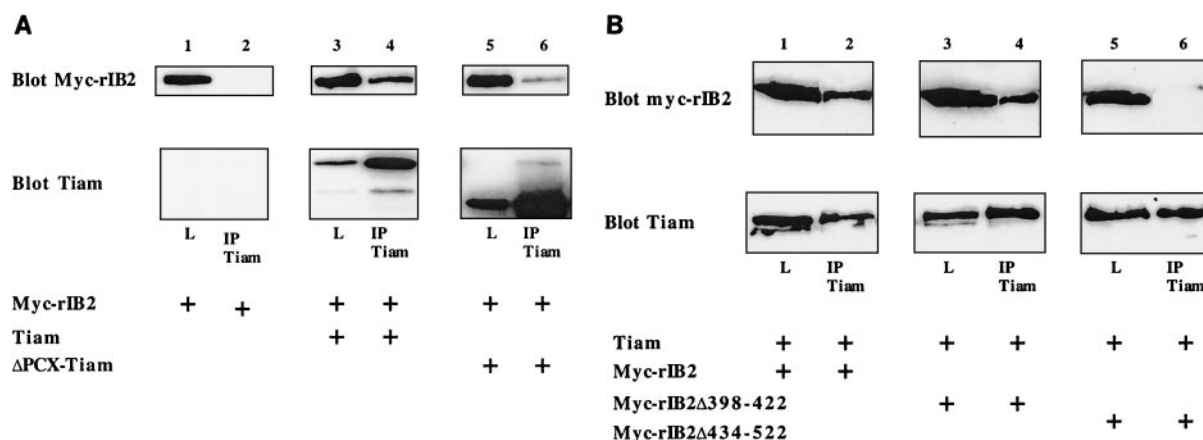 A
1 2 3 4 5 6
Blot Myc-rIB2
Blot Tiam
L IP Tiam L IP Tiam L IP Tiam
Myc-rIB2 + + + + + +
Tiam + +
ΔPCX-Tiam + +
B
1 2 3 4 5 6
Blot myc-rIB2
Blot Tiam
L IP Tiam L IP Tiam L IP Tiam
Tiam + + + + + +
Myc-rIB2 + +
Myc-rIB2Δ398-422 + +
Myc-rIB2Δ434-522 + +